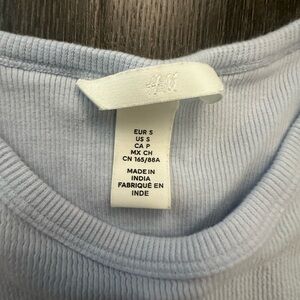 H&M
EUR S
US S
CA P
MX CH
CN 165/88A
MADE IN
INDIA
FABRIQUÉ EN
INDE